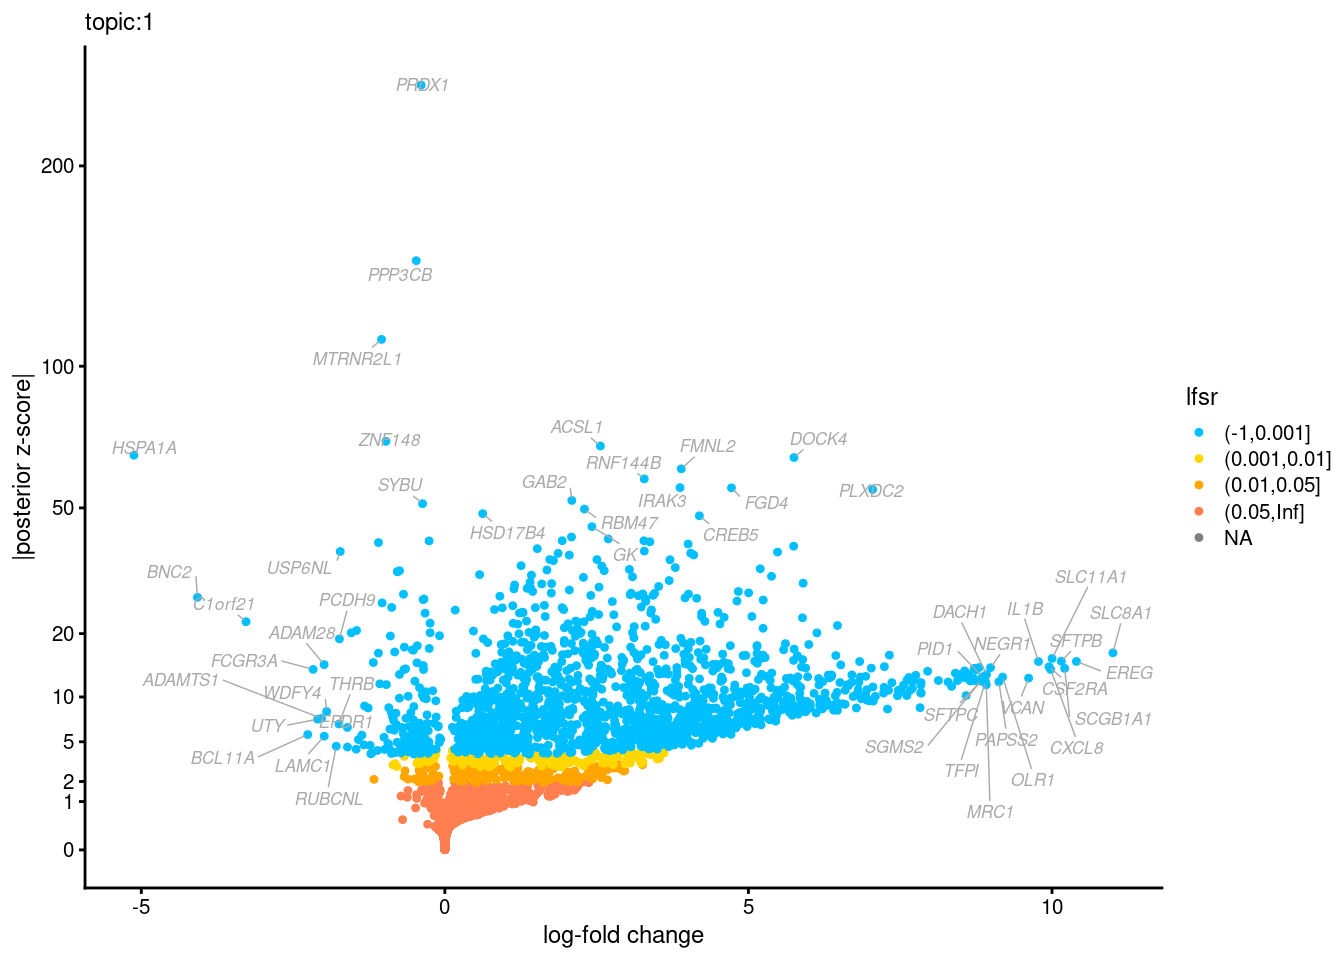 topic:1
PRDX1
200
PPP3CB
MTRNR2L1
100
ACSL1
HSPA1A
ZNF148
FMNL2
DOCK4
RNF144B
SYBU
GAB2
IRAK3
FGD4
PLXDC2
50
HSD17B4
RBM47
CREB5
GK
USP6NL
BNC2
C1orf21
PCDH9
SLC11A1
DACH1
IL1B
SLC8A1
20
ADAM28
PID1
NEGR1
SFTPB
FCGR3A
EREG
ADAMTS1
WDFY4
THRB
CSF2RA
10
UTY
EPDR1
SFTPC
VCAN
SCGB1A1
5
BCL11A
LAMC1
SGMS2
PAPSS2
CXCL8
TFPI
OLR1
2
1
RUBCNL
MRC1
0
-5
0
5
10
log-fold change
|posterior z-score|
lfsr
(-1,0.001]
(0.001,0.01]
(0.01,0.05]
(0.05,Inf]
NA